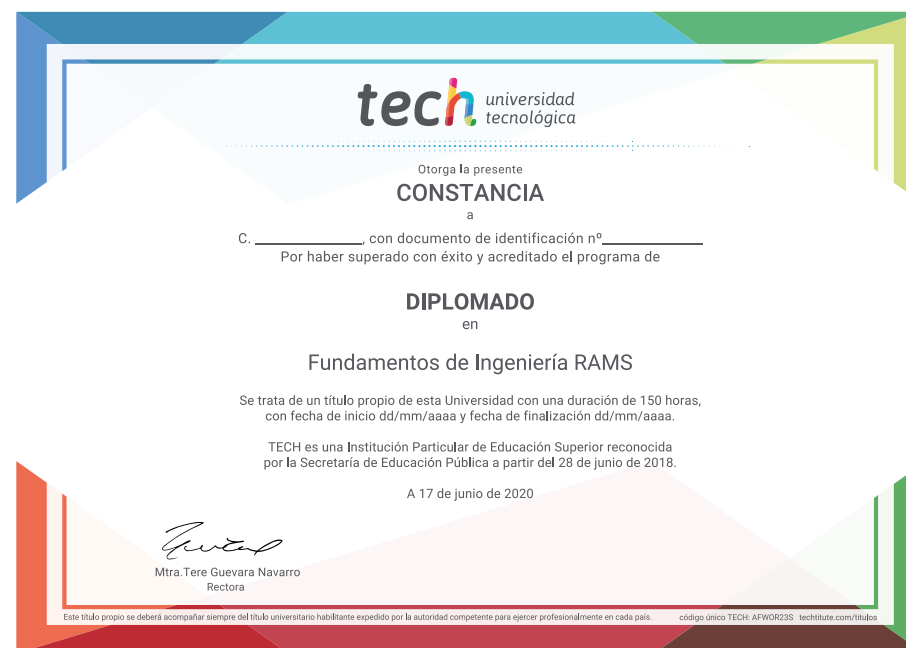 tech universidad
tecnológica
Otorga la presente
CONSTANCIA
a
C. ____________, con documento de identificación nº____________
Por haber superado con éxito y acreditado el programa de
DIPLOMADO
en
Fundamentos de Ingeniería RAMS
Se trata de un título propio de esta Universidad con una duración de 150 horas,
con fecha de inicio dd/mm/aaaa y fecha de finalización dd/mm/aaaa.
TECH es una Institución Particular de Educación Superior reconocida
por la Secretaría de Educación Pública a partir del 28 de junio de 2018.
A 17 de junio de 2020
Mtra.Tere Guevara Navarro
Rectora
Este título propio se deberá acompañar siempre del título universitario habilitante expedido por la autoridad competente para ejercer profesionalmente en cada país. código único TECH: AFWOR23S techtitute.com/titulos